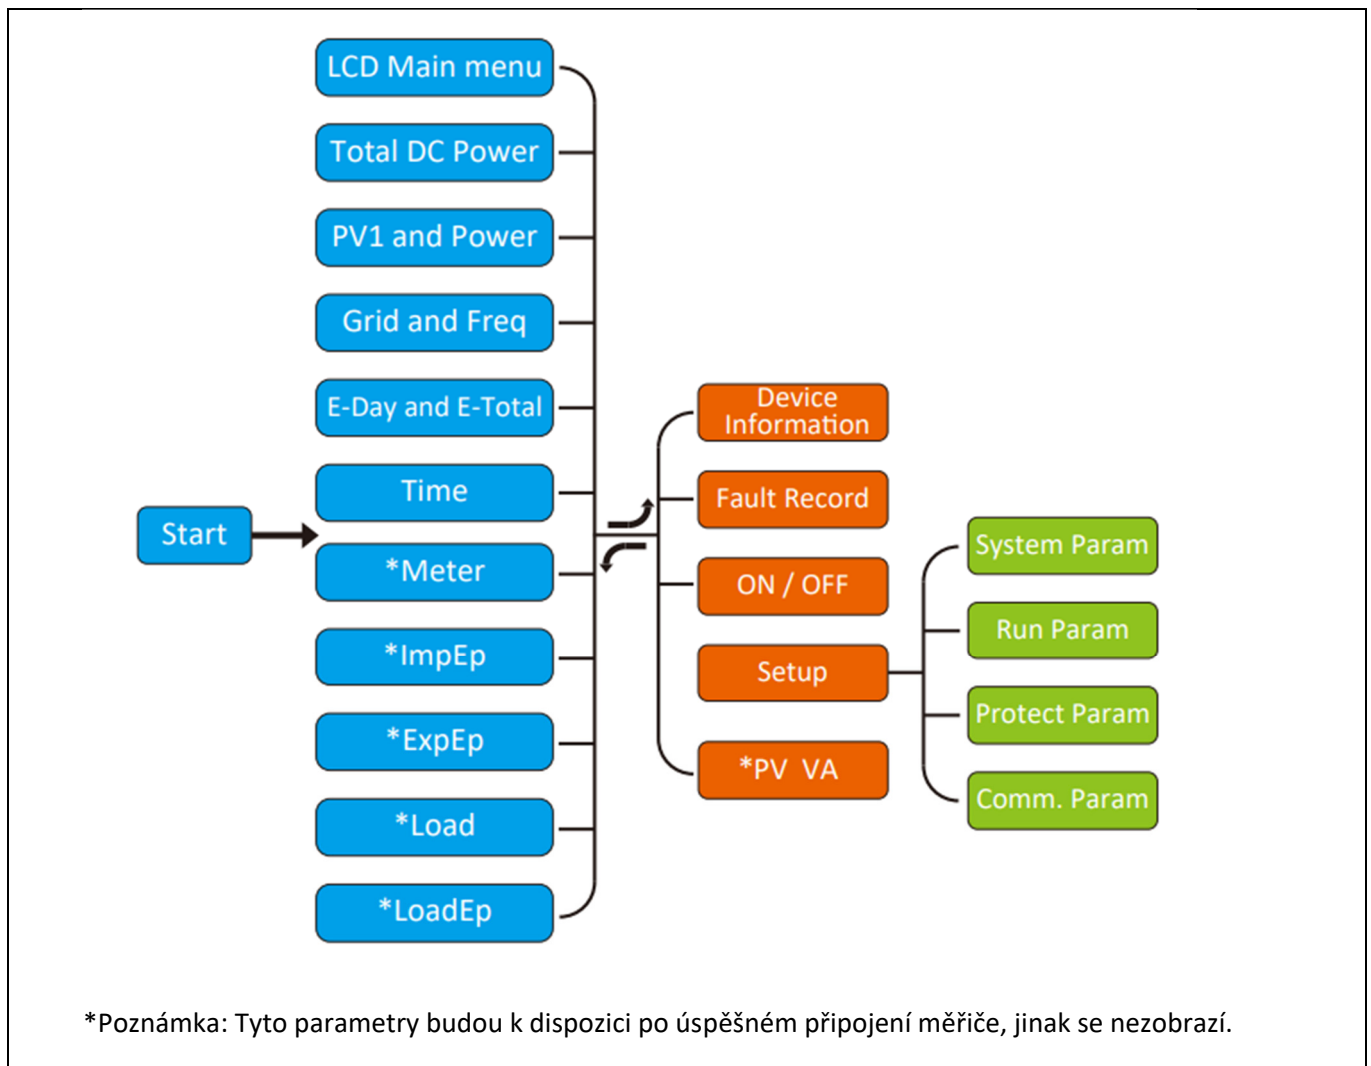 LCD Main menu
Total DC Power
PV1 and Power
Grid and Freq
E-Day and E-Total
Time
Start
*Meter
*ImpEp
*ExpEp
*Load
*LoadEp
Device
Information
Fault Record
ON / OFF
Setup
*PV VA
System Param
Run Param
Protect Param
Comm. Param
*Poznámka: Tyto parametry budou k dispozici po úspěšném připojení měřiče, jinak se nezobrazí.